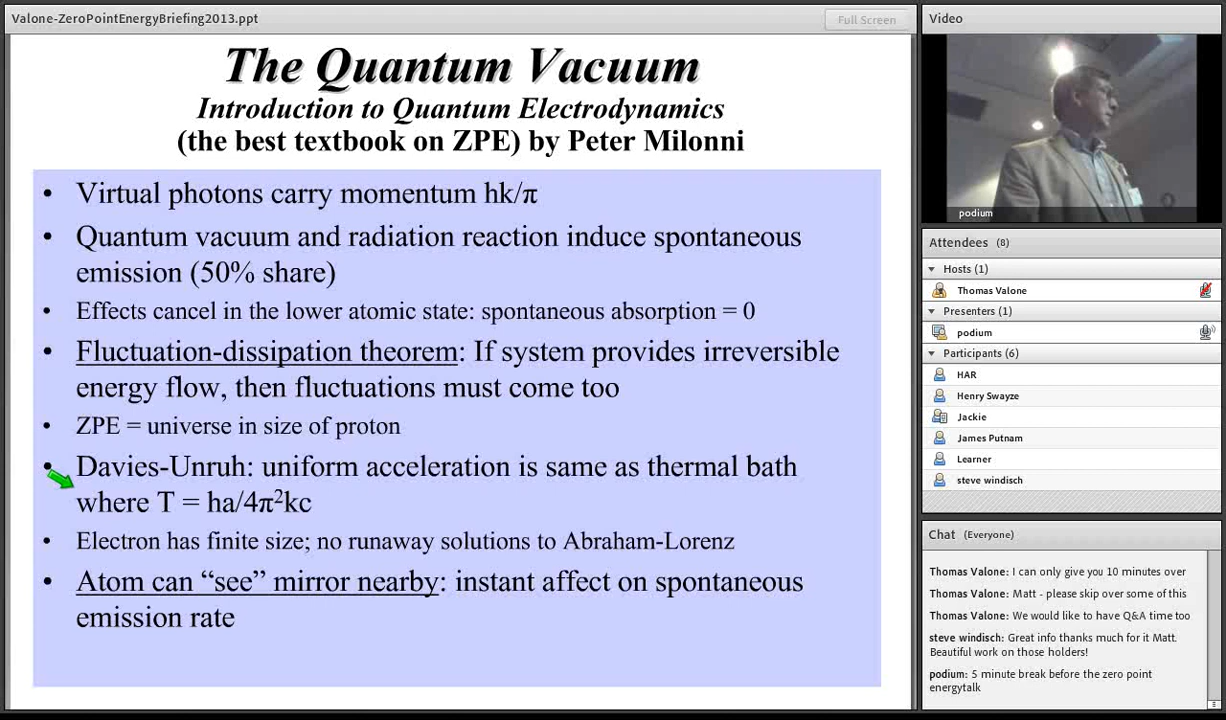 Valone-ZeroPointEnergyBriefing2013.ppt
Full Screen
The Quantum Vacuum
Introduction to Quantum Electrodynamics
(the best textbook on ZPE) by Peter Milonni
• Virtual photons carry momentum hk/π
• Quantum vacuum and radiation reaction induce spontaneous
emission (50% share)
• Effects cancel in the lower atomic state: spontaneous absorption = 0
• Fluctuation-dissipation theorem: If system provides irreversible
energy flow, then fluctuations must come too
• ZPE = universe in size of proton
• Davies-Unruh: uniform acceleration is same as thermal bath
where T = ha/4π²kc
• Electron has finite size; no runaway solutions to Abraham-Lorenz
• Atom can “see” mirror nearby: instant affect on spontaneous
emission rate
Video
podium
Attendees (8)
Hosts (1)
Thomas Valone
Presenters (1)
podium
Participants (6)
HAR
Henry Swayze
Jackie
James Putnam
Learner
steve windisch
Chat (Everyone)
Thomas Valone: I can only give you 10 minutes over
Thomas Valone: Matt - please skip over some of this
Thomas Valone: We would like to have Q&A time too
steve windisch: Great info thanks much for it Matt.
Beautiful work on those holders!
podium: 5 minute break before the zero point
energytalk